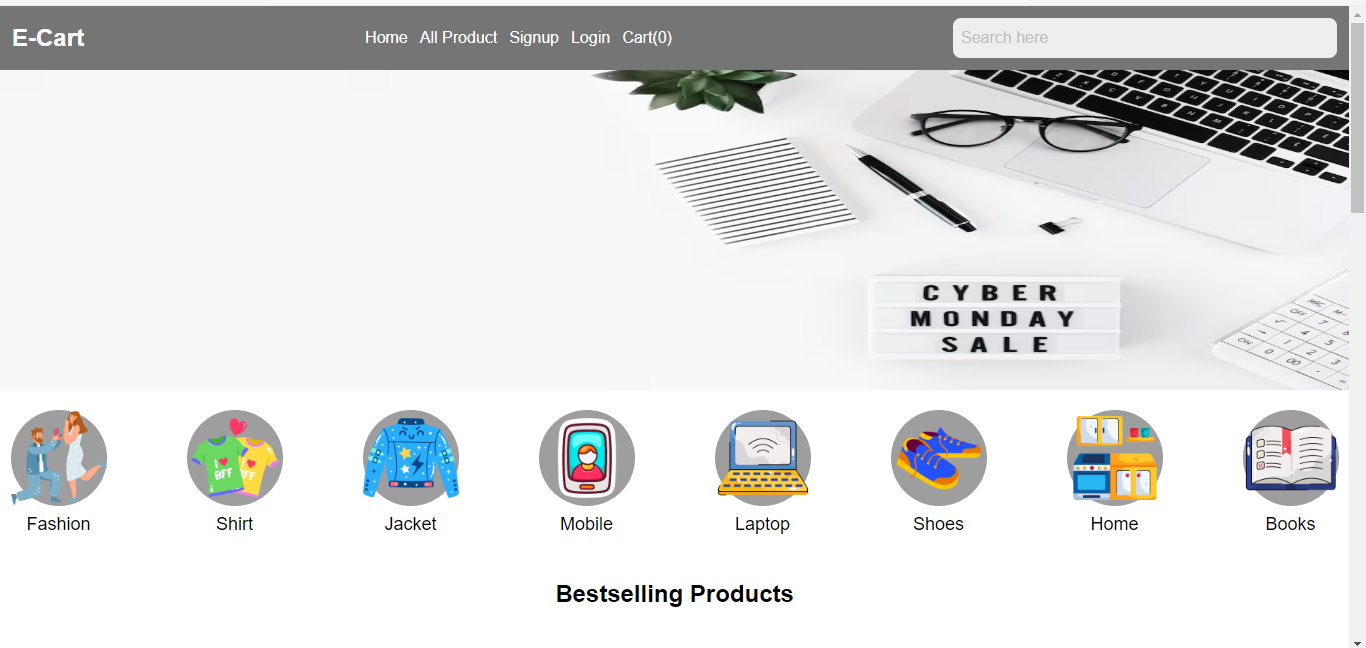 E-Cart
Home All Product Signup Login Cart(0)
Search here
CYBER
MONDAY
SALE
I
BFF
Fashion Shirt Jacket Mobile Laptop Shoes Home Books
Bestselling Products